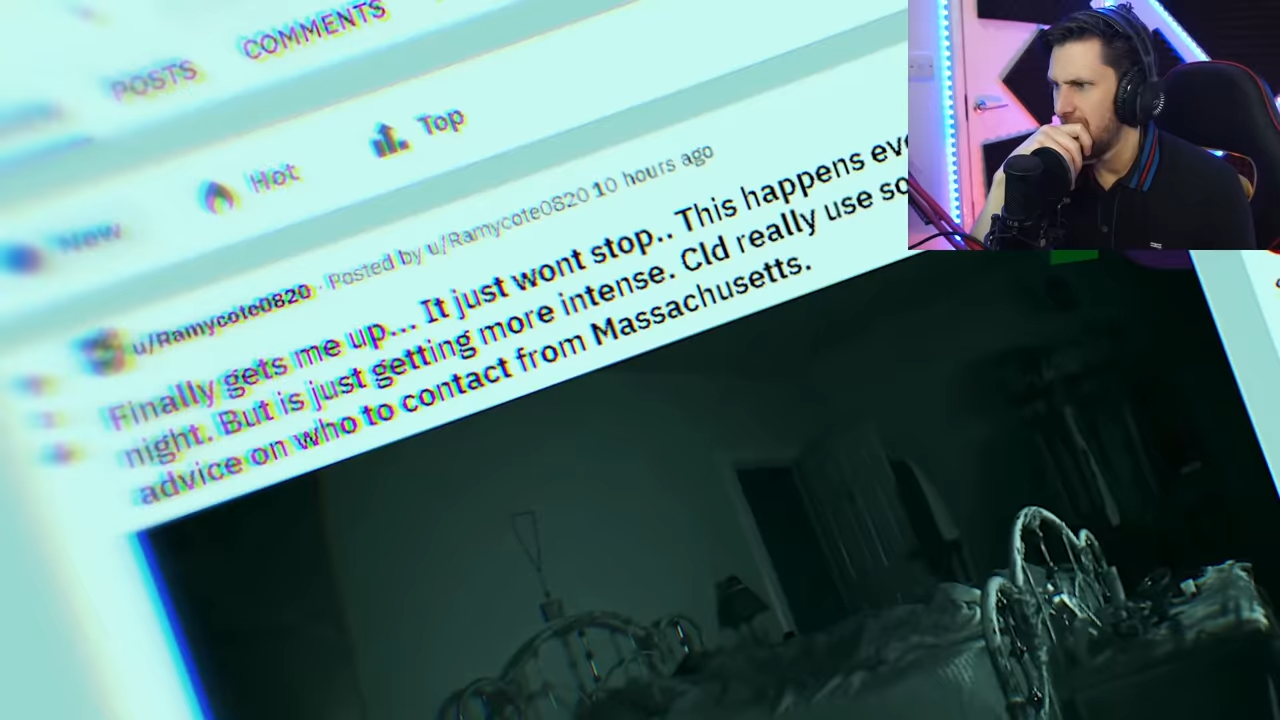 POSTS COMMENTS
New Hot Top
u/Ramycote0820 · Posted by u/Ramycote0820 10 hours ago
Finally gets me up... It just wont stop.. This happens
night. But is just getting more intense. Cld really use
advice on who to contact from Massachusetts.